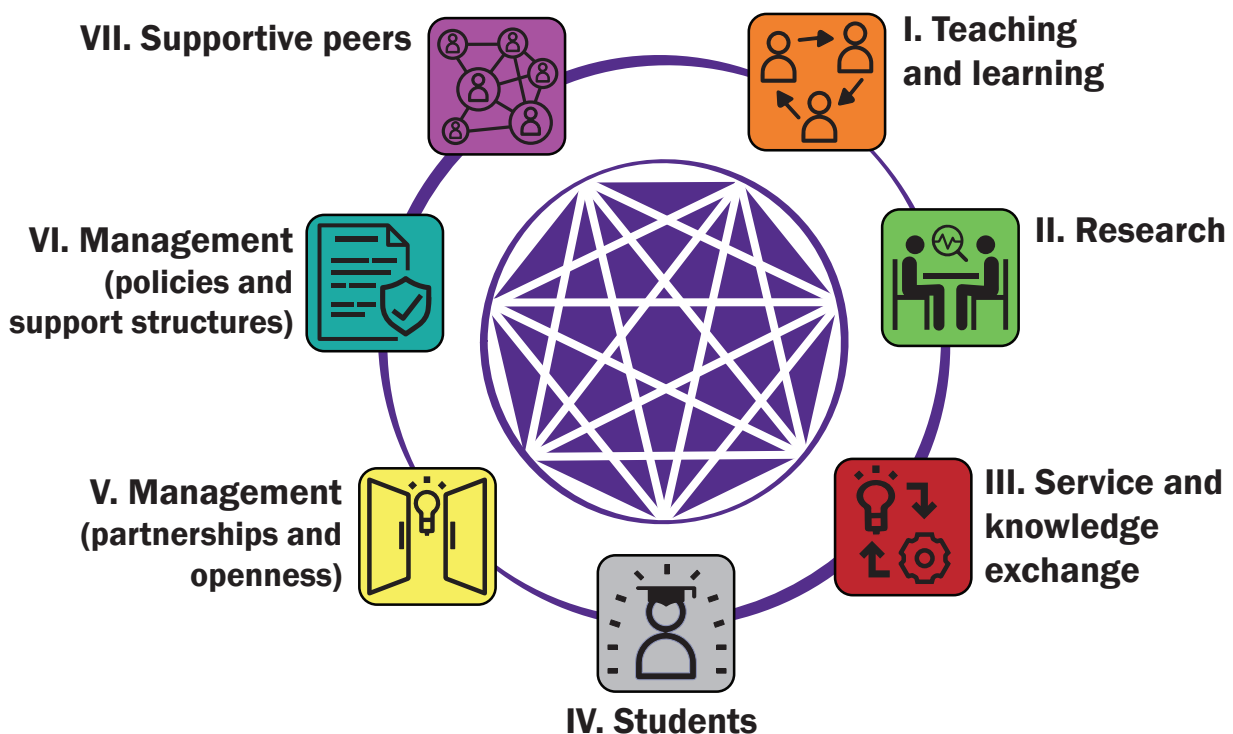 I. Teaching
and learning
II. Research
III. Service and
knowledge
exchange
IV. Students
V. Management
(partnerships and
openness)
VI. Management
(policies and
support structures)
VII. Supportive peers